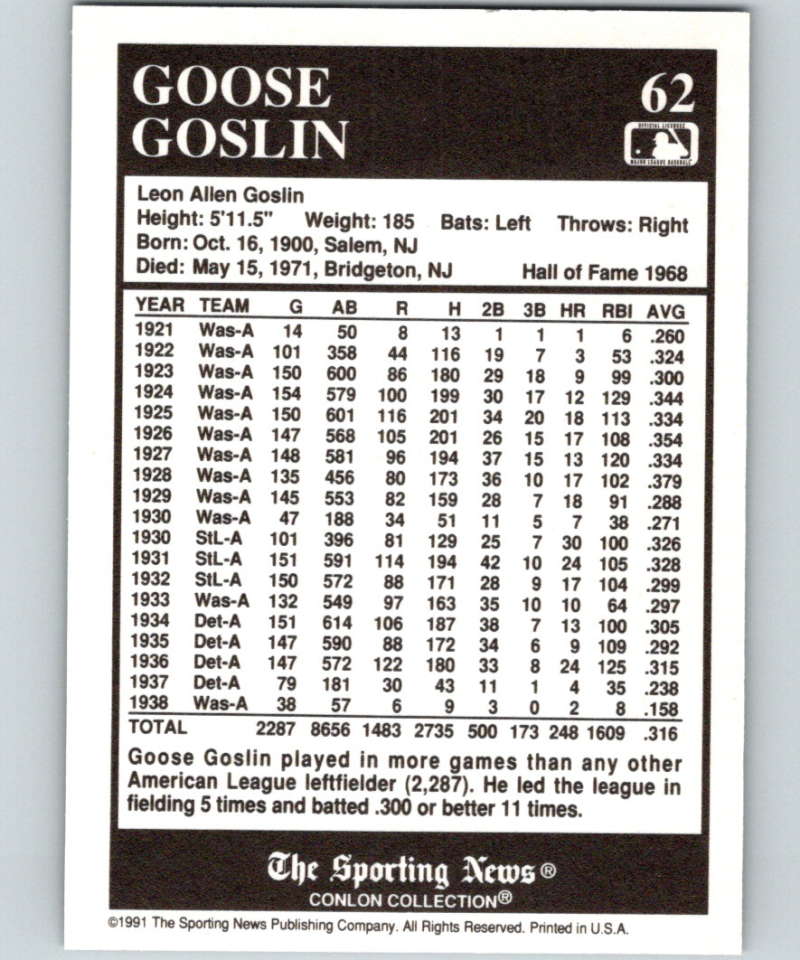 GOOSE
GOSLIN
62
OFFICIAL LICENSEE
MAJOR LEAGUE BASEBALL
Leon Allen Goslin
Height: 5'11.5" Weight: 185 Bats: Left Throws: Right
Born: Oct. 16, 1900, Salem, NJ
Died: May 15, 1971, Bridgeton, NJ Hall of Fame 1968
YEAR TEAM G AB R H 2B 3B HR RBI AVG
1921 Was-A 14 50 8 13 1 1 1 6 .260
1922 Was-A 101 358 44 116 19 7 3 53 .324
1923 Was-A 150 600 86 180 29 18 9 99 .300
1924 Was-A 154 579 100 199 30 17 12 129 .344
1925 Was-A 150 601 116 201 34 20 18 113 .334
1926 Was-A 147 568 105 201 26 15 17 108 .354
1927 Was-A 148 581 96 194 37 15 13 120 .334
1928 Was-A 135 456 80 173 36 10 17 102 .379
1929 Was-A 145 553 82 159 28 7 18 91 .288
1930 Was-A 47 188 34 51 11 5 7 38 .271
1930 StL-A 101 396 81 129 25 7 30 100 .326
1931 StL-A 151 591 114 194 42 10 24 105 .328
1932 StL-A 150 572 88 171 28 9 17 104 .299
1933 Was-A 132 549 97 163 35 10 10 64 .297
1934 Det-A 151 614 106 187 38 7 13 100 .305
1935 Det-A 147 590 88 172 34 6 9 109 .292
1936 Det-A 147 572 122 180 33 8 24 125 .315
1937 Det-A 79 181 30 43 11 1 4 35 .238
1938 Was-A 38 57 6 9 3 0 2 8 .158
TOTAL 2287 8656 1483 2735 500 173 248 1609 .316
Goose Goslin played in more games than any other
American League leftfielder (2,287). He led the league in
fielding 5 times and batted .300 or better 11 times.
The Sporting News®
CONLON COLLECTION®
©1991 The Sporting News Publishing Company. All Rights Reserved. Printed in U.S.A.